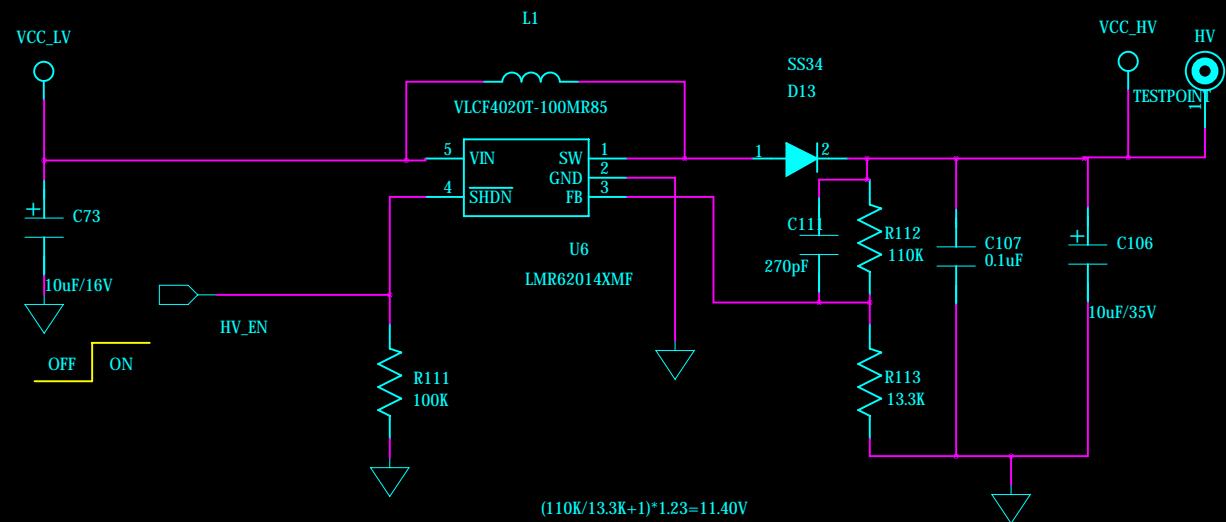 L1
VCC_LV
VCC_HV
HV
SS34
D13
TESTPOINT
1
VLCF4020T-100MR85
5 VIN SW 1
GND 2
4 SHDN FB 3
1 2
C73
10uF/16V
U6
LMR62014XMF
C111
270pF
R112
110K
C107
0.1uF
C106
10uF/35V
HV_EN
OFF ON
R111
100K
R113
13.3K
(110K/13.3K+1)*1.23=11.40V